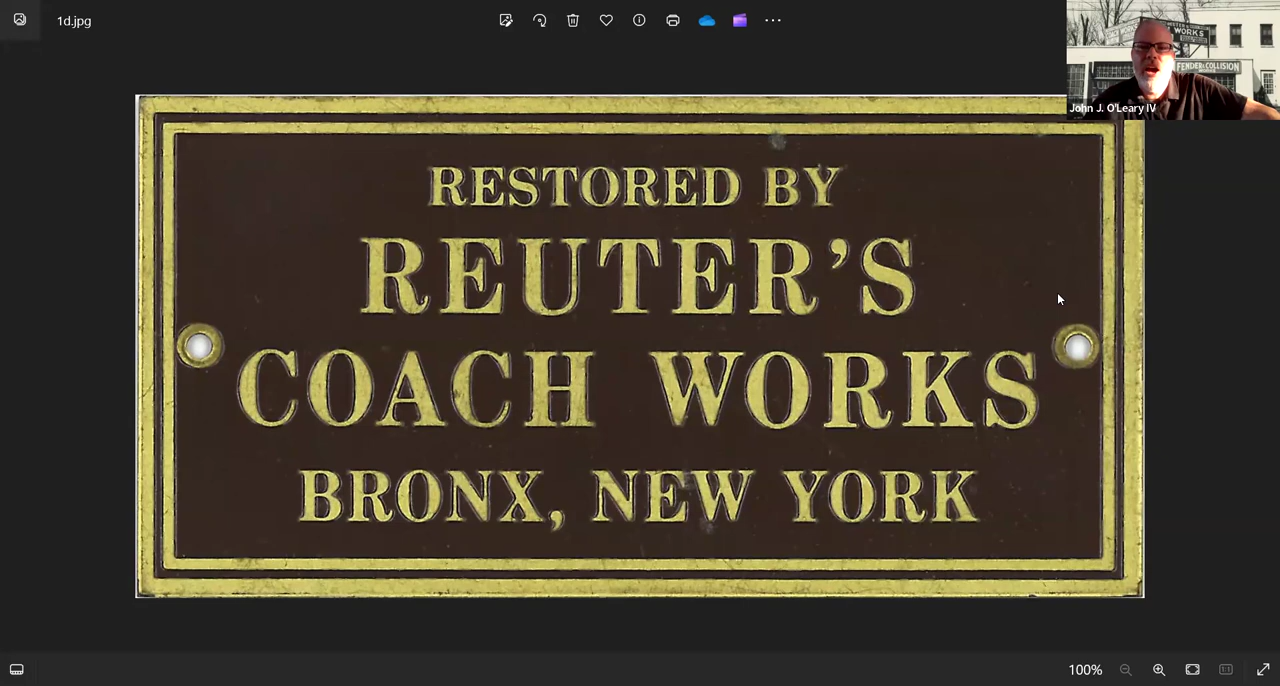 1d.jpg
WORKS
FENDER & COLLISION
John J. O'Leary IV
RESTORED BY
REUTER'S
COACH WORKS
BRONX, NEW YORK
100%